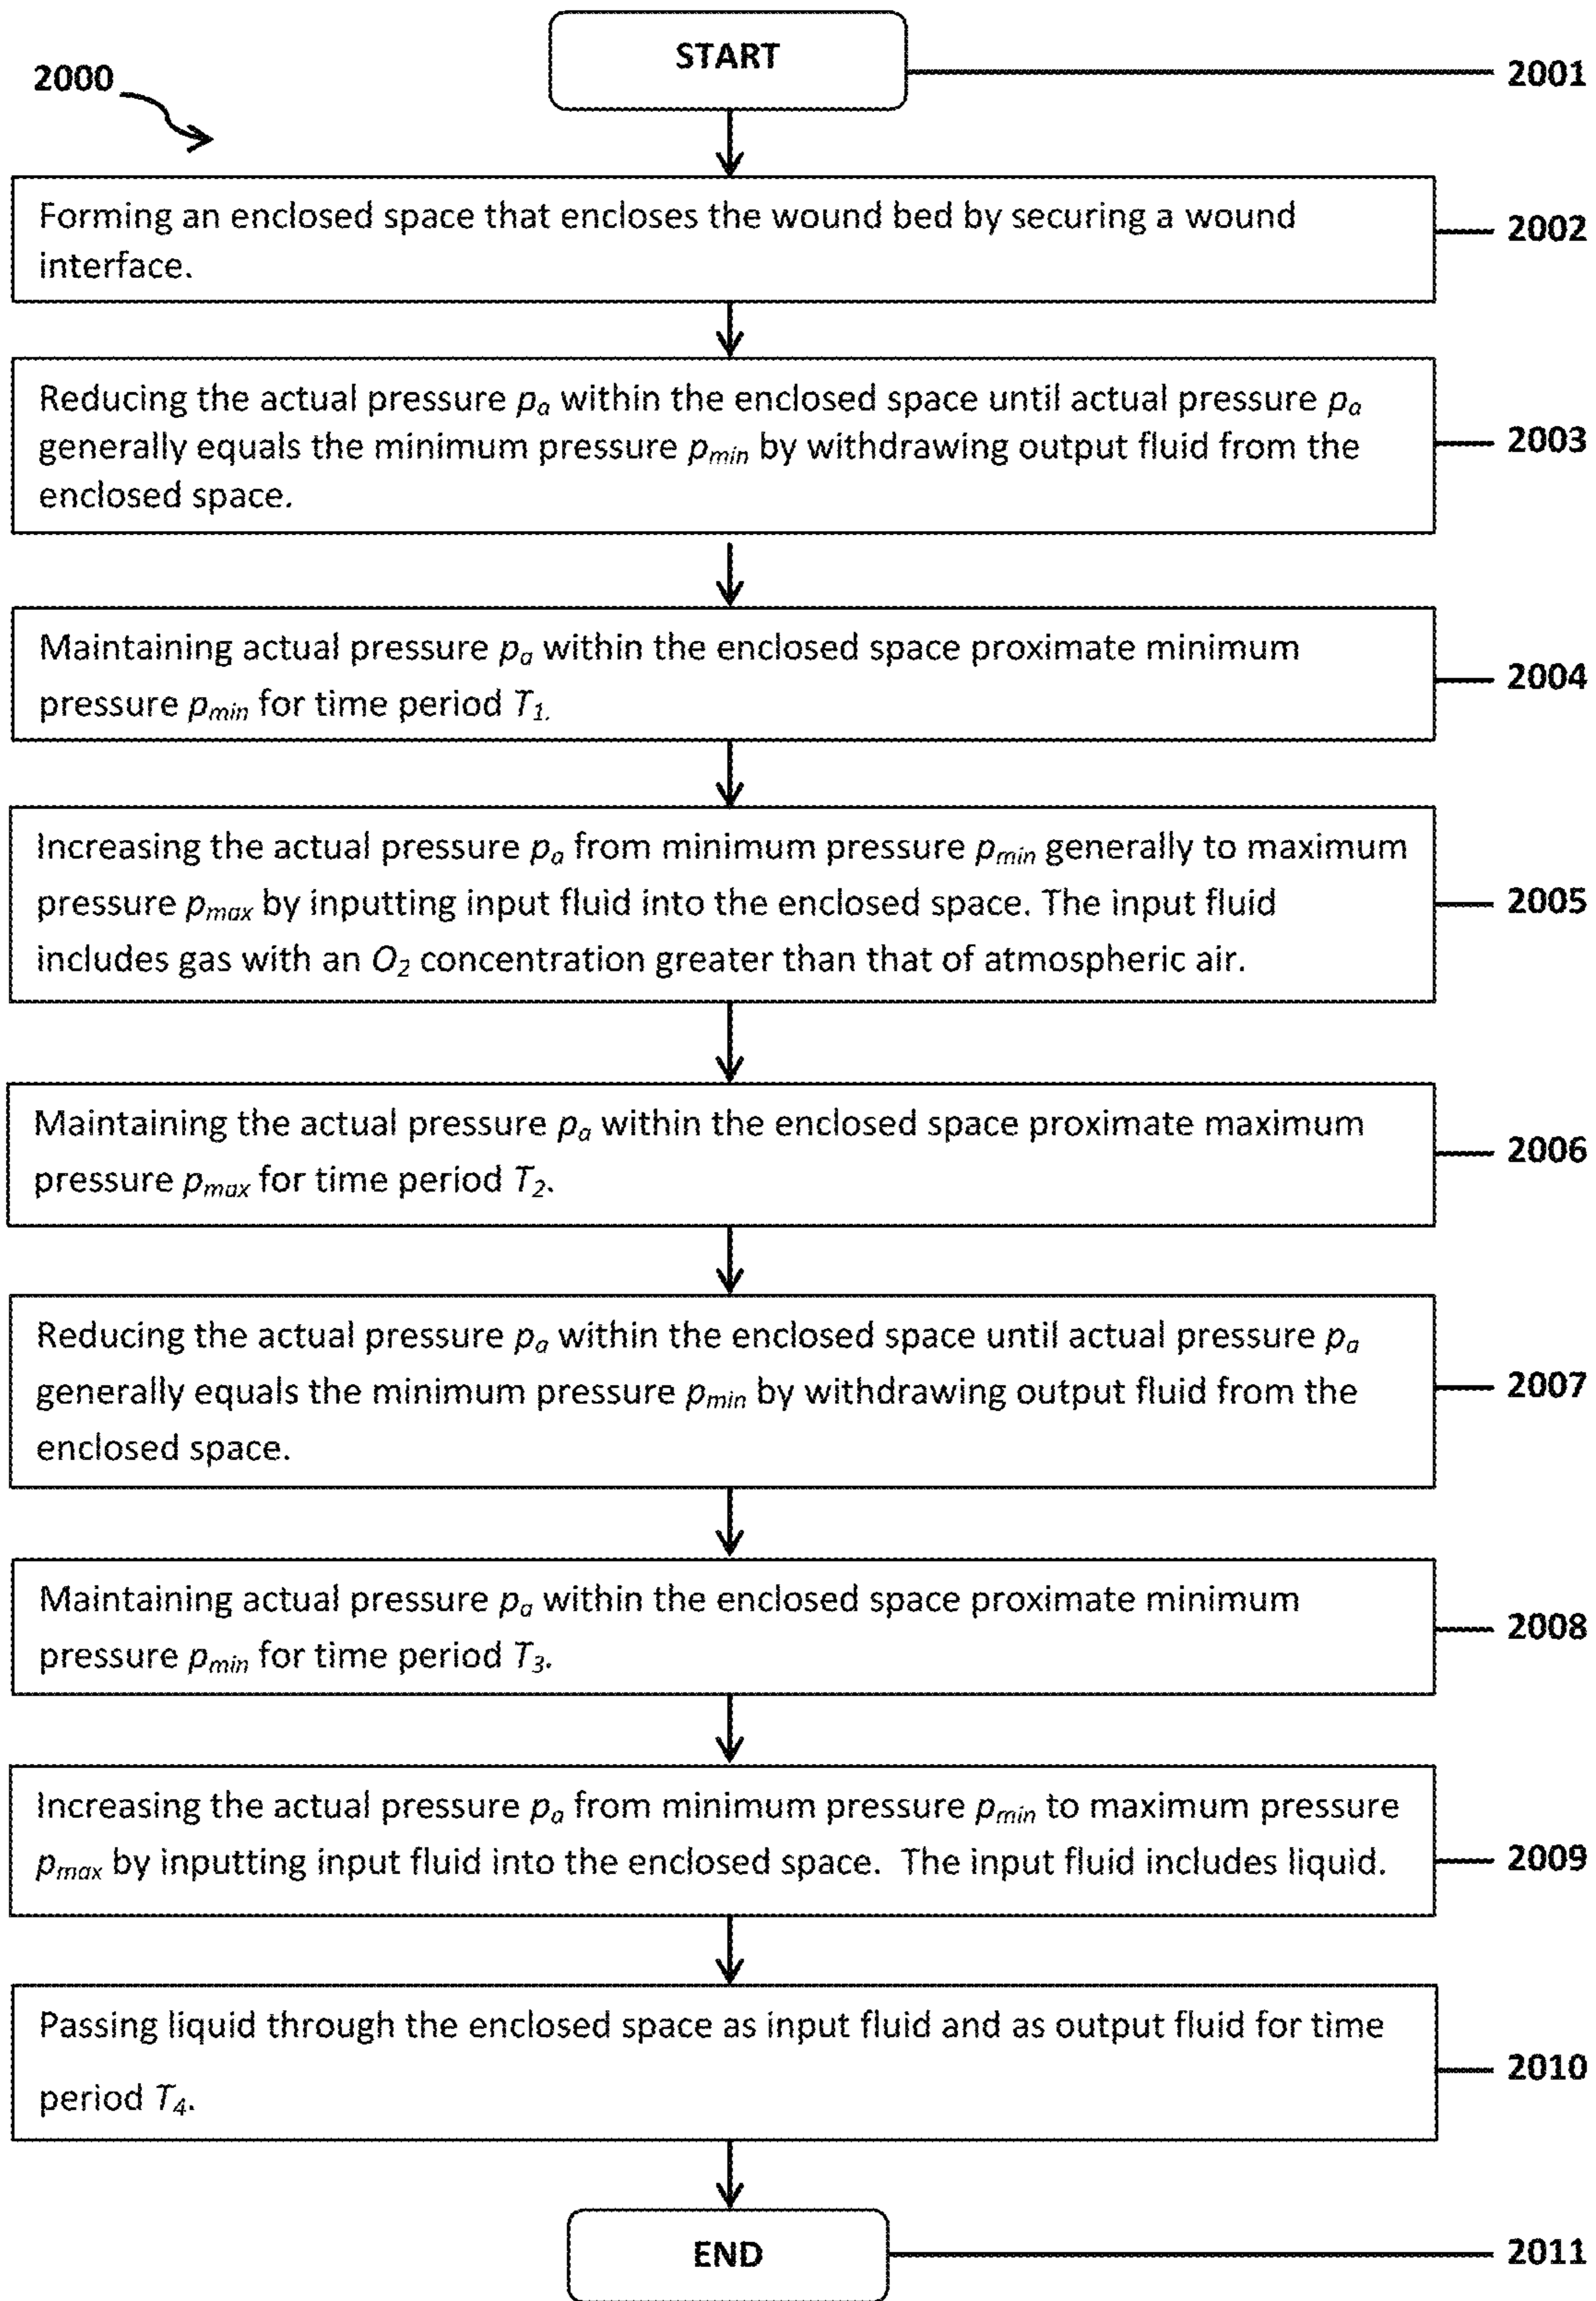 START
2001
2000
Forming an enclosed space that encloses the wound bed by securing a wound
interface.
2002
Reducing the actual pressure pₐ within the enclosed space until actual pressure pₐ
generally equals the minimum pressure p_min by withdrawing output fluid from the
enclosed space.
2003
Maintaining actual pressure pₐ within the enclosed space proximate minimum
pressure p_min for time period T₁.
2004
Increasing the actual pressure pₐ from minimum pressure p_min generally to maximum
pressure p_max by inputting input fluid into the enclosed space. The input fluid
includes gas with an O₂ concentration greater than that of atmospheric air.
2005
Maintaining the actual pressure pₐ within the enclosed space proximate maximum
pressure p_max for time period T₂.
2006
Reducing the actual pressure pₐ within the enclosed space until actual pressure pₐ
generally equals the minimum pressure p_min by withdrawing output fluid from the
enclosed space.
2007
Maintaining actual pressure pₐ within the enclosed space proximate minimum
pressure p_min for time period T₃.
2008
Increasing the actual pressure pₐ from minimum pressure p_min to maximum pressure
p_max by inputting input fluid into the enclosed space. The input fluid includes liquid.
2009
Passing liquid through the enclosed space as input fluid and as output fluid for time
period T₄.
2010
END
2011